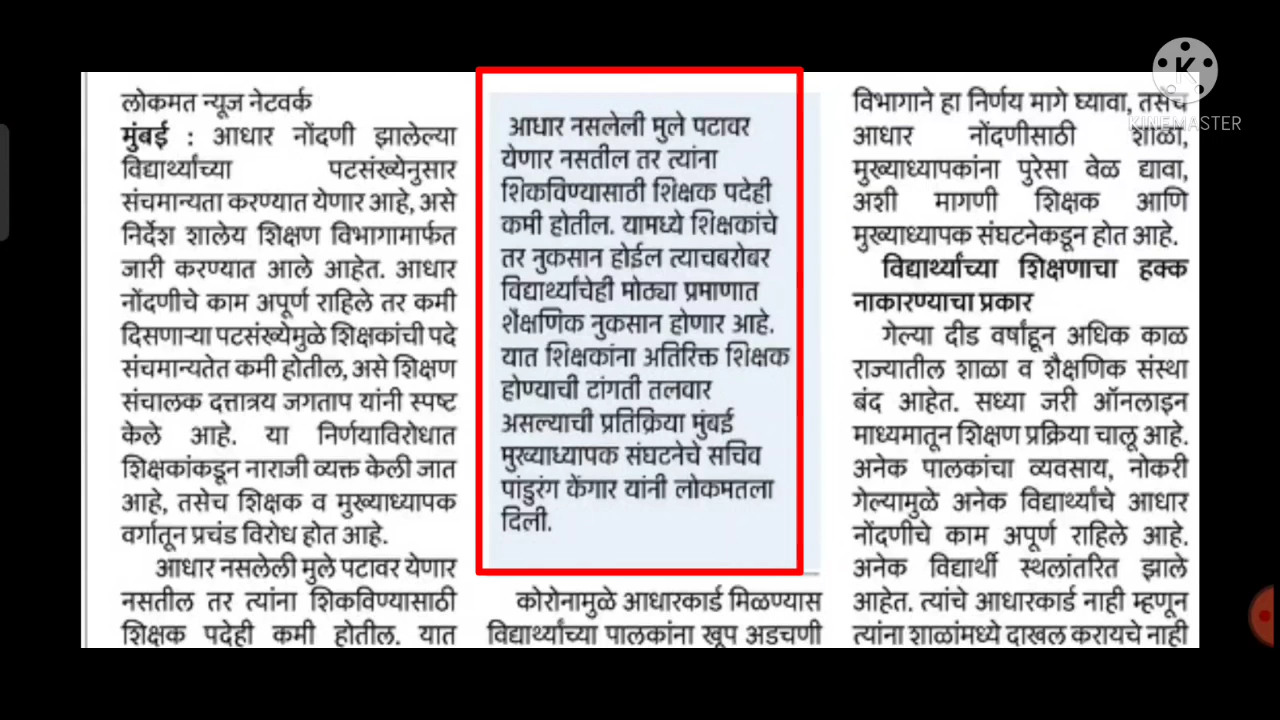 लोकमत न्यूज नेटवर्क
मुंबई : आधार नोंदणी झालेल्या
विद्यार्थ्यांच्या पटसंख्येनुसार
संचमान्यता करण्यात येणार आहे, असे
निर्देश शालेय शिक्षण विभागामार्फत
जारी करण्यात आले आहेत. आधार
नोंदणीचे काम अपूर्ण राहिले तर कमी
दिसणाऱ्या पटसंख्येमुळे शिक्षकांची पदे
संचमान्यतेत कमी होतील, असे शिक्षण
संचालक दत्तात्रय जगताप यांनी स्पष्ट
केले आहे. या निर्णयाविरोधात
शिक्षकांकडून नाराजी व्यक्त केली जात
आहे, तसेच शिक्षक व मुख्याध्यापक
वर्गातून प्रचंड विरोध होत आहे.
आधार नसलेली मुले पटावर येणार
नसतील तर त्यांना शिकविण्यासाठी
शिक्षक पदेही कमी होतील. यात
आधार नसलेली मुले पटावर
येणार नसतील तर त्यांना
शिकविण्यासाठी शिक्षक पदेही
कमी होतील. यामध्ये शिक्षकांचे
तर नुकसान होईल त्याचबरोबर
विद्यार्थ्यांचेही मोठ्या प्रमाणात
शैक्षणिक नुकसान होणार आहे.
यात शिक्षकांना अतिरिक्त शिक्षक
होण्याची टांगती तलवार
असल्याची प्रतिक्रिया मुंबई
मुख्याध्यापक संघटनेचे सचिव
पांडुरंग केंगार यांनी लोकमतला
दिली.
कोरोनामुळे आधारकार्ड मिळण्यास
विद्यार्थ्यांच्या पालकांना खूप अडचणी
विभागाने हा निर्णय मागे घ्यावा, तसेच
आधार नोंदणीसाठी शाळा,
मुख्याध्यापकांना पुरेसा वेळ द्यावा,
अशी मागणी शिक्षक आणि
मुख्याध्यापक संघटनेकडून होत आहे.
विद्यार्थ्यांच्या शिक्षणाचा हक्क
नाकारण्याचा प्रकार
गेल्या दीड वर्षांहून अधिक काळ
राज्यातील शाळा व शैक्षणिक संस्था
बंद आहेत. सध्या जरी ऑनलाइन
माध्यमातून शिक्षण प्रक्रिया चालू आहे.
अनेक पालकांचा व्यवसाय, नोकरी
गेल्यामुळे अनेक विद्यार्थ्यांचे आधार
नोंदणीचे काम अपूर्ण राहिले आहे.
अनेक विद्यार्थी स्थलांतरित झाले
आहेत. त्यांचे आधारकार्ड नाही म्हणून
त्यांना शाळांमध्ये दाखल करायचे नाही
K
KINEMASTER